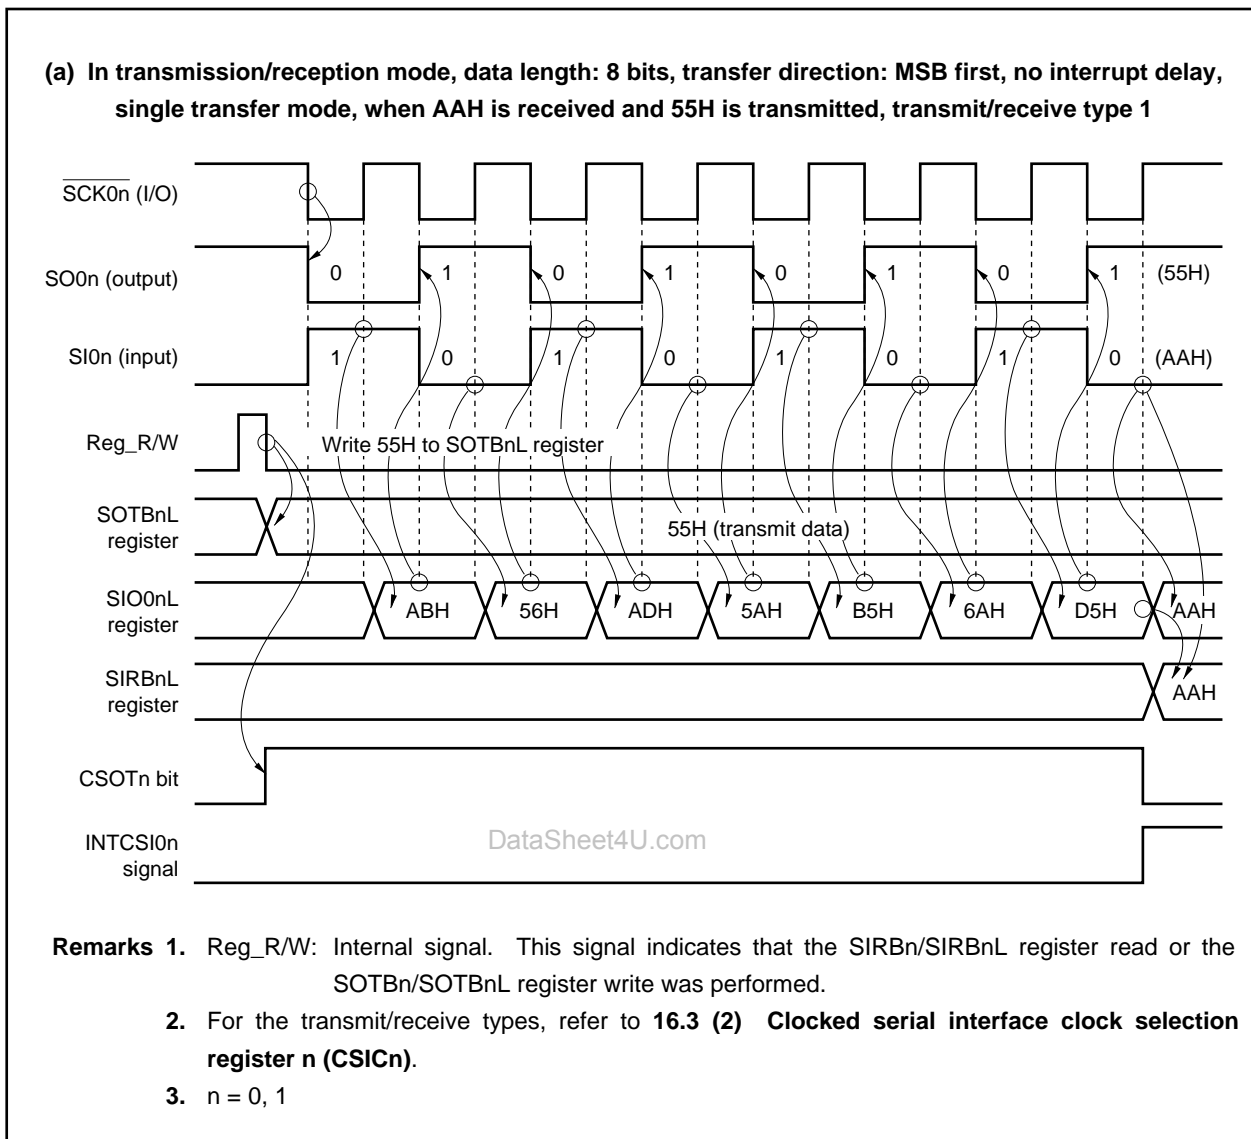 (a) In transmission/reception mode, data length: 8 bits, transfer direction: MSB first, no interrupt delay,
single transfer mode, when AAH is received and 55H is transmitted, transmit/receive type 1
SCK0n (I/O)
SO0n (output) 0 1 0 1 0 1 0 1 (55H)
SI0n (input) 1 0 1 0 1 0 1 0 (AAH)
Reg_R/W Write 55H to SOTBnL register
SOTBnL
register
55H (transmit data)
SIO0nL
register
ABH 56H ADH 5AH B5H 6AH D5H AAH
SIRBnL
register
AAH
CSOTn bit
INTCSI0n
signal
DataSheet4U.com
Remarks 1. Reg_R/W: Internal signal. This signal indicates that the SIRBn/SIRBnL register read or the
SOTBn/SOTBnL register write was performed.
2. For the transmit/receive types, refer to 16.3 (2) Clocked serial interface clock selection
register n (CSICn).
3. n = 0, 1